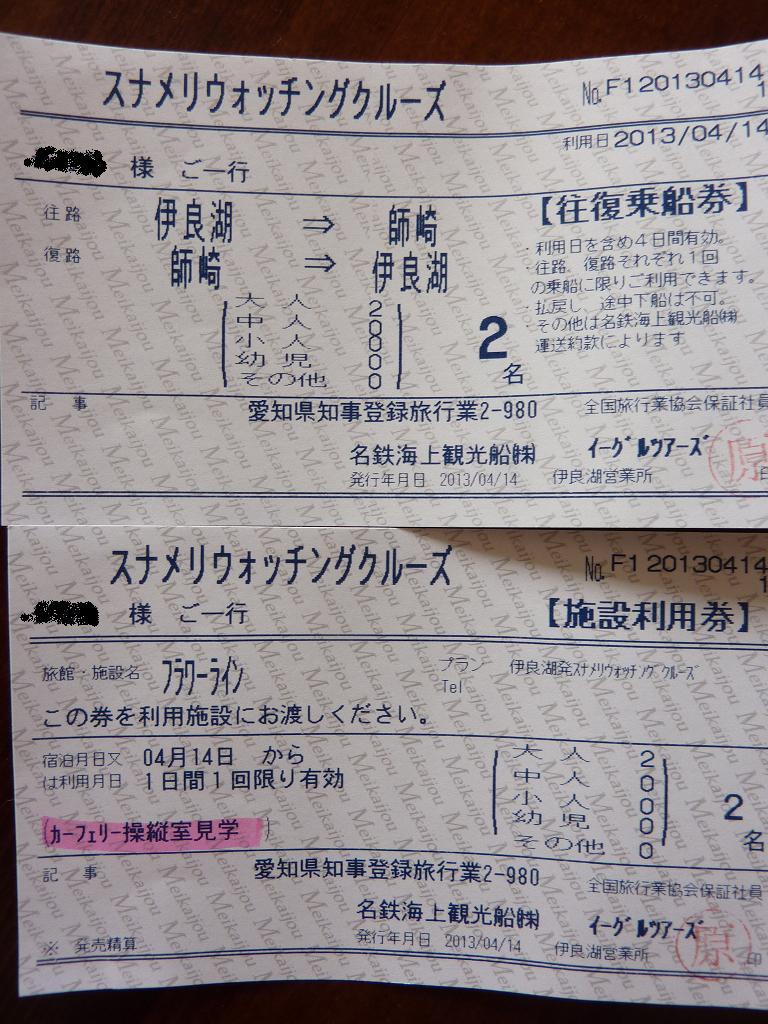 スナメリウォッチングクルーズ
No. F120130414
1
利用日 2013/04/14
様 ご一行
【往復乗船券】
往路 伊良湖 ⇒ 師崎
復路 師崎 ⇒ 伊良湖
・利用日を含め4日間有効。
・往路、復路それぞれ1回
の乗船に限りご利用できます。
・払戻し、途中下船は不可。
・その他は名鉄海上観光船㈱
運送約款によります
大人 2
中人 0
小人 0
幼児 0
その他 0
2名
記事
愛知県知事登録旅行業2-980
全国旅行業協会保証社員
名鉄海上観光船㈱
イーグルツアーズ
発行年月日 2013/04/14
伊良湖営業所
原
印
スナメリウォッチングクルーズ
No. F120130414
1
様 ご一行
【施設利用券】
旅館・施設名 フラワーライン
プラン 伊良湖発スナメリウォッチングクルーズ
Tel
この券を利用施設にお渡しください。
宿泊月日又 04月14日 から
は利用月日 1日間1回限り有効
大人 2
中人 0
小人 0
幼児 0
その他 0
2名
(カーフェリー操縦室見学)
記事
愛知県知事登録旅行業2-980
全国旅行業協会保証社員
名鉄海上観光船㈱
イーグルツアーズ
※ 発売精算
発行年月日 2013/04/14
伊良湖営業所
原
印